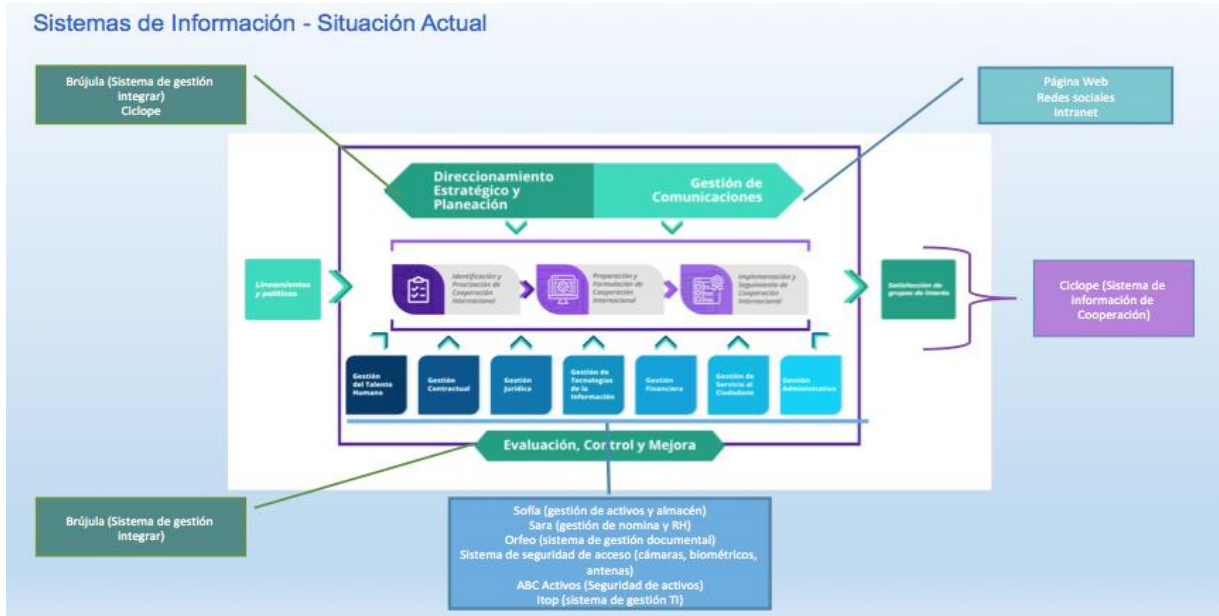 Sistemas de Información - Situación Actual
Brújula (Sistema de gestión
integrar)
Ciclope
Página Web
Redes sociales
Intranet
Direccionamiento
Estratégico y
Planeación
Gestión de
Comunicaciones
Lineamientos
y políticas
Identificación y
Priorización de
Cooperación
Internacional
Preparación y
Formulación de
Cooperación
Internacional
Implementación y
Seguimiento de
Cooperación
Internacional
Satisfacción de
grupos de interés
Ciclope (Sistema de
información de
Cooperación)
Gestión
del Talento
Humano
Gestión
Contractual
Gestión
Jurídica
Gestión de
Tecnologías
de la
Información
Gestión
Financiera
Gestión de
Servicio al
Ciudadano
Gestión
Administrativa
Evaluación, Control y Mejora
Brújula (Sistema de gestión
integrar)
Sofía (gestión de activos y almacén)
Sara (gestión de nomina y RH)
Orfeo (sistema de gestión documental)
Sistema de seguridad de acceso (cámaras, biométricos,
antenas)
ABC Activos (Seguridad de activos)
Itop (sistema de gestión TI)